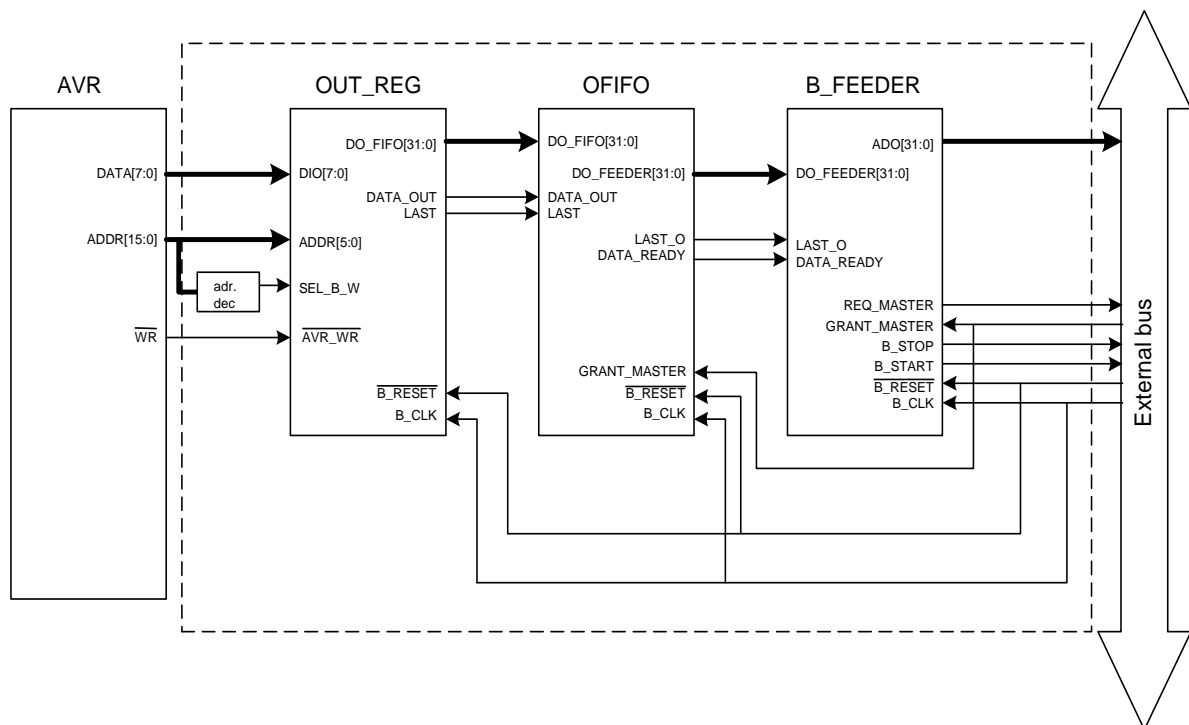 AVR
OUT_REG
OFIFO
B_FEEDER
DATA[7:0]
ADDR[15:0]
WR
adr.
dec
DO_FIFO[31:0]
DIO[7:0]
DATA_OUT
LAST
ADDR[5:0]
SEL_B_W
AVR_WR
B_RESET
B_CLK
DO_FIFO[31:0]
DO_FEEDER[31:0]
DATA_OUT
LAST
LAST_O
DATA_READY
GRANT_MASTER
B_RESET
B_CLK
ADO[31:0]
DO_FEEDER[31:0]
LAST_O
DATA_READY
REQ_MASTER
GRANT_MASTER
B_STOP
B_START
B_RESET
B_CLK
External bus